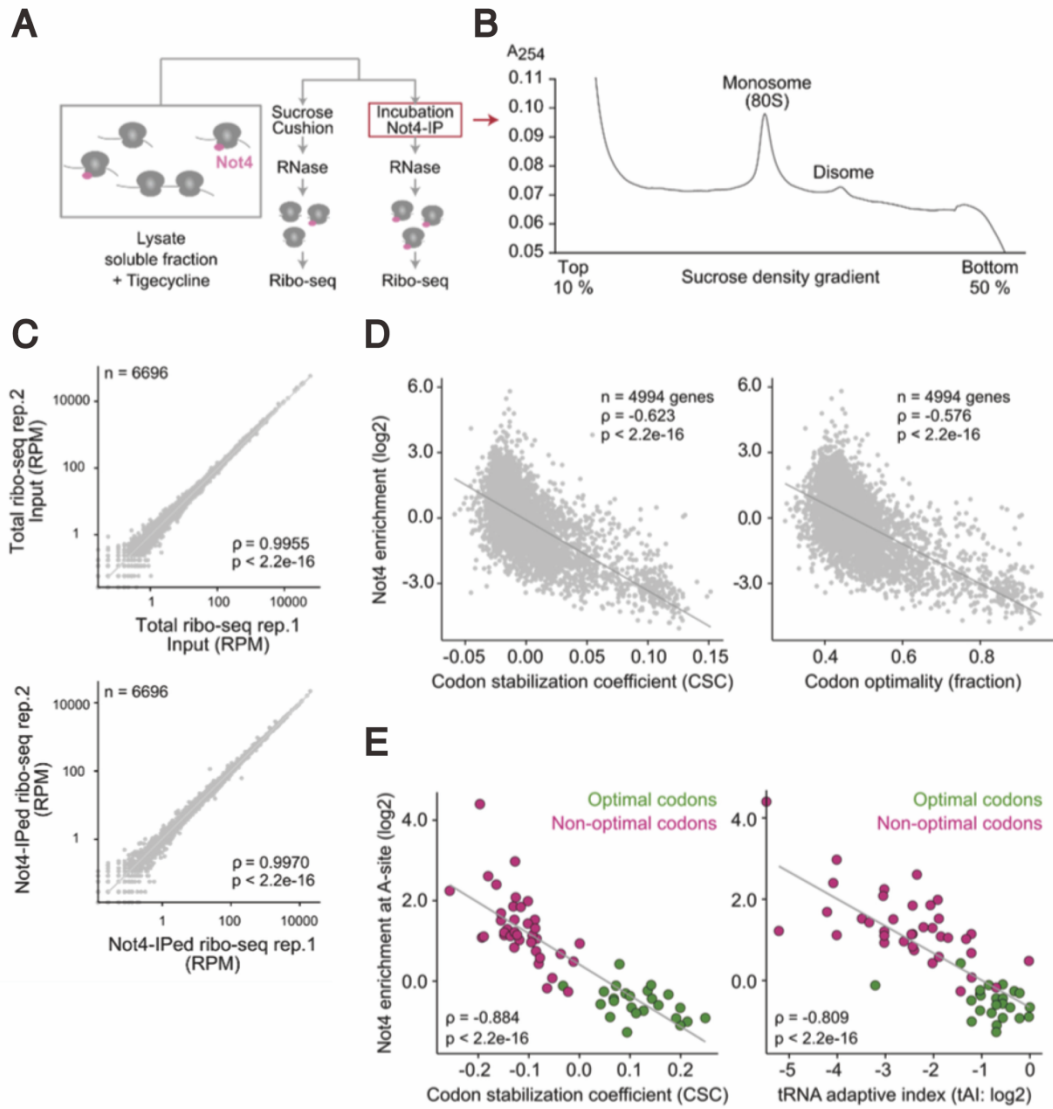 A
Not4
Lysate
soluble fraction
+ Tigecycline
Sucrose
Cushion
RNase
Ribo-seq
Incubation
Not4-IP
RNase
Ribo-seq
B
A254
0.11
0.10
0.09
0.08
0.07
0.06
0.05
Monosome
(80S)
Disome
Top
10 %
Sucrose density gradient
Bottom
50 %
C
n = 6696
Total ribo-seq rep.2
Input (RPM)
10000
100
1
ρ = 0.9955
p < 2.2e-16
1 100 10000
Total ribo-seq rep.1
Input (RPM)
n = 6696
Not4-IPed ribo-seq rep.2
(RPM)
10000
100
1
ρ = 0.9970
p < 2.2e-16
1 100 10000
Not4-IPed ribo-seq rep.1
(RPM)
D
Not4 enrichment (log2)
6.0
3.0
0.0
-3.0
n = 4994 genes
ρ = -0.623
p < 2.2e-16
-0.05 0.00 0.05 0.10 0.15
Codon stabilization coefficient (CSC)
6.0
3.0
0.0
-3.0
n = 4994 genes
ρ = -0.576
p < 2.2e-16
0.4 0.6 0.8
Codon optimality (fraction)
E
Not4 enrichment at A-site (log2)
4.0
2.0
0.0
Optimal codons
Non-optimal codons
ρ = -0.884
p < 2.2e-16
-0.2 -0.1 0.0 0.1 0.2
Codon stabilization coefficient (CSC)
4.0
2.0
0.0
Optimal codons
Non-optimal codons
ρ = -0.809
p < 2.2e-16
-5 -4 -3 -2 -1 0
tRNA adaptive index (tAI: log2)